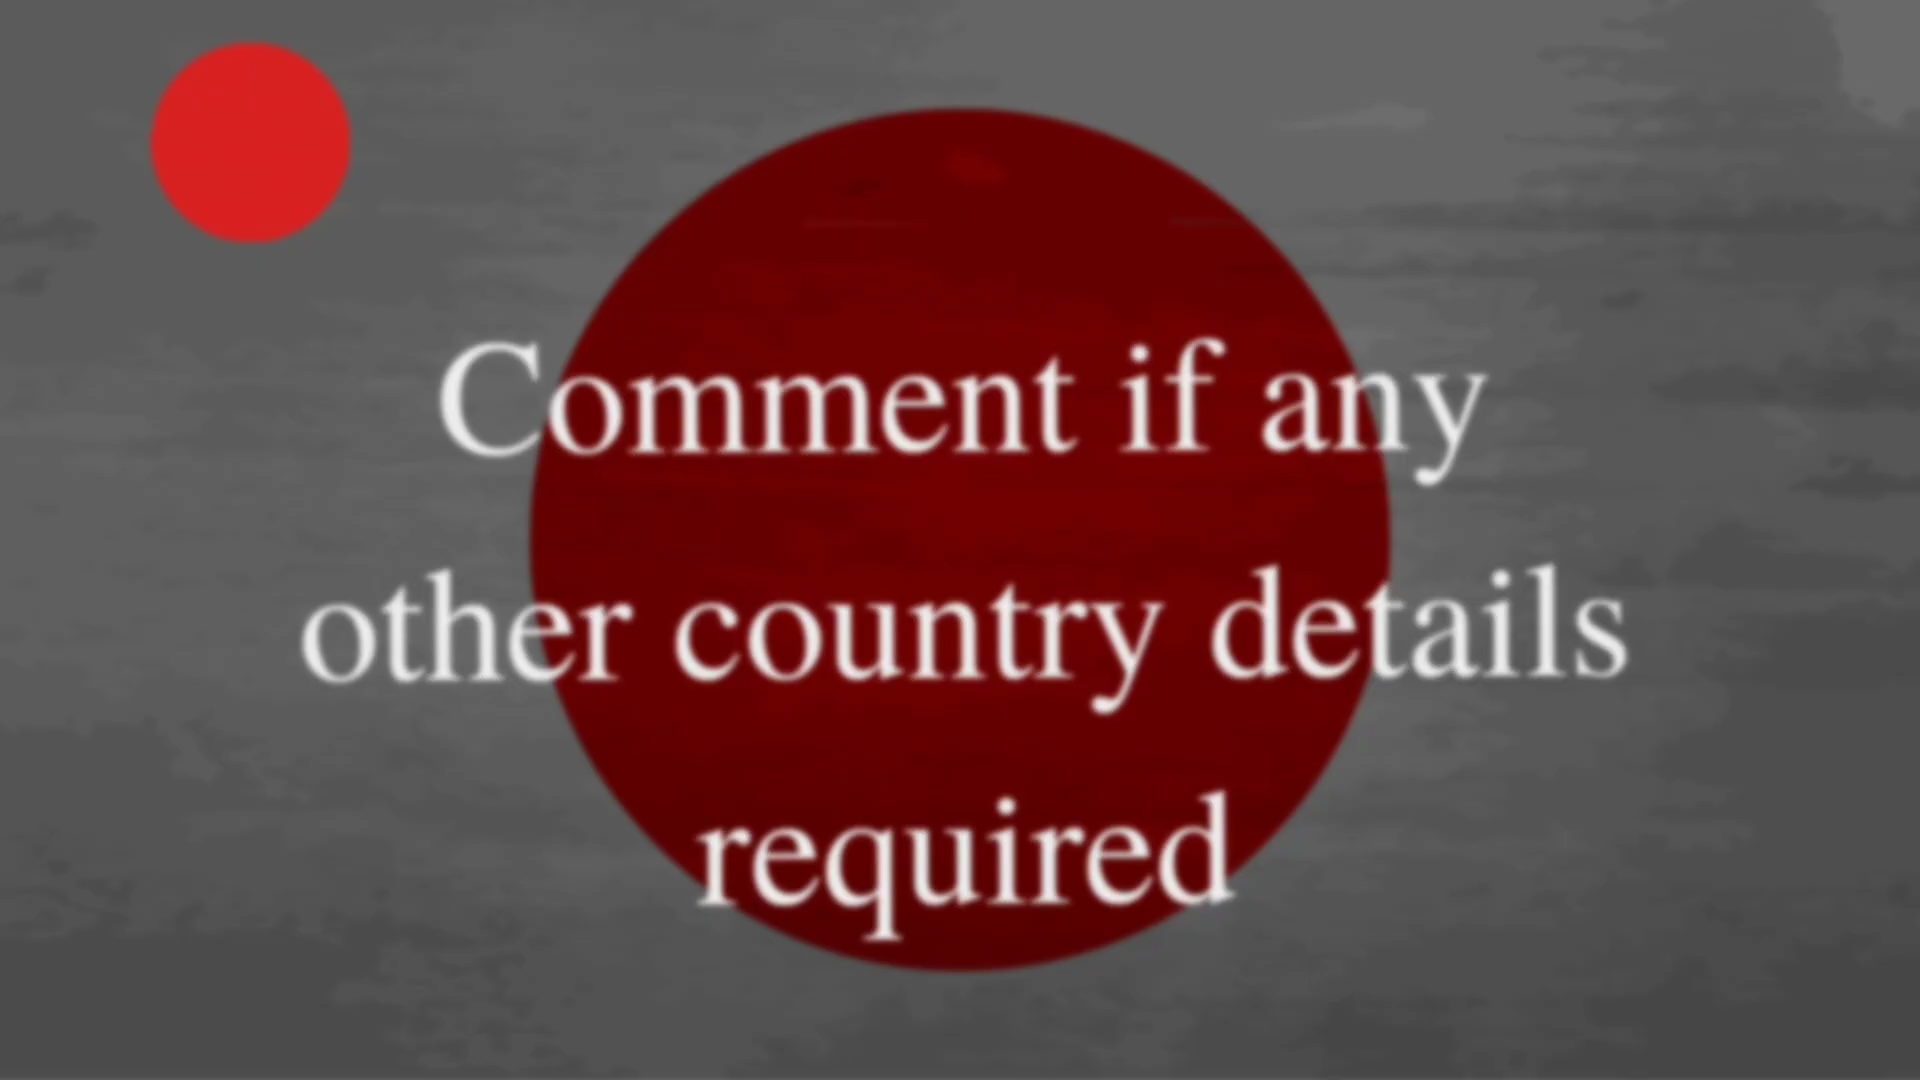 Comment if any
other country details
required